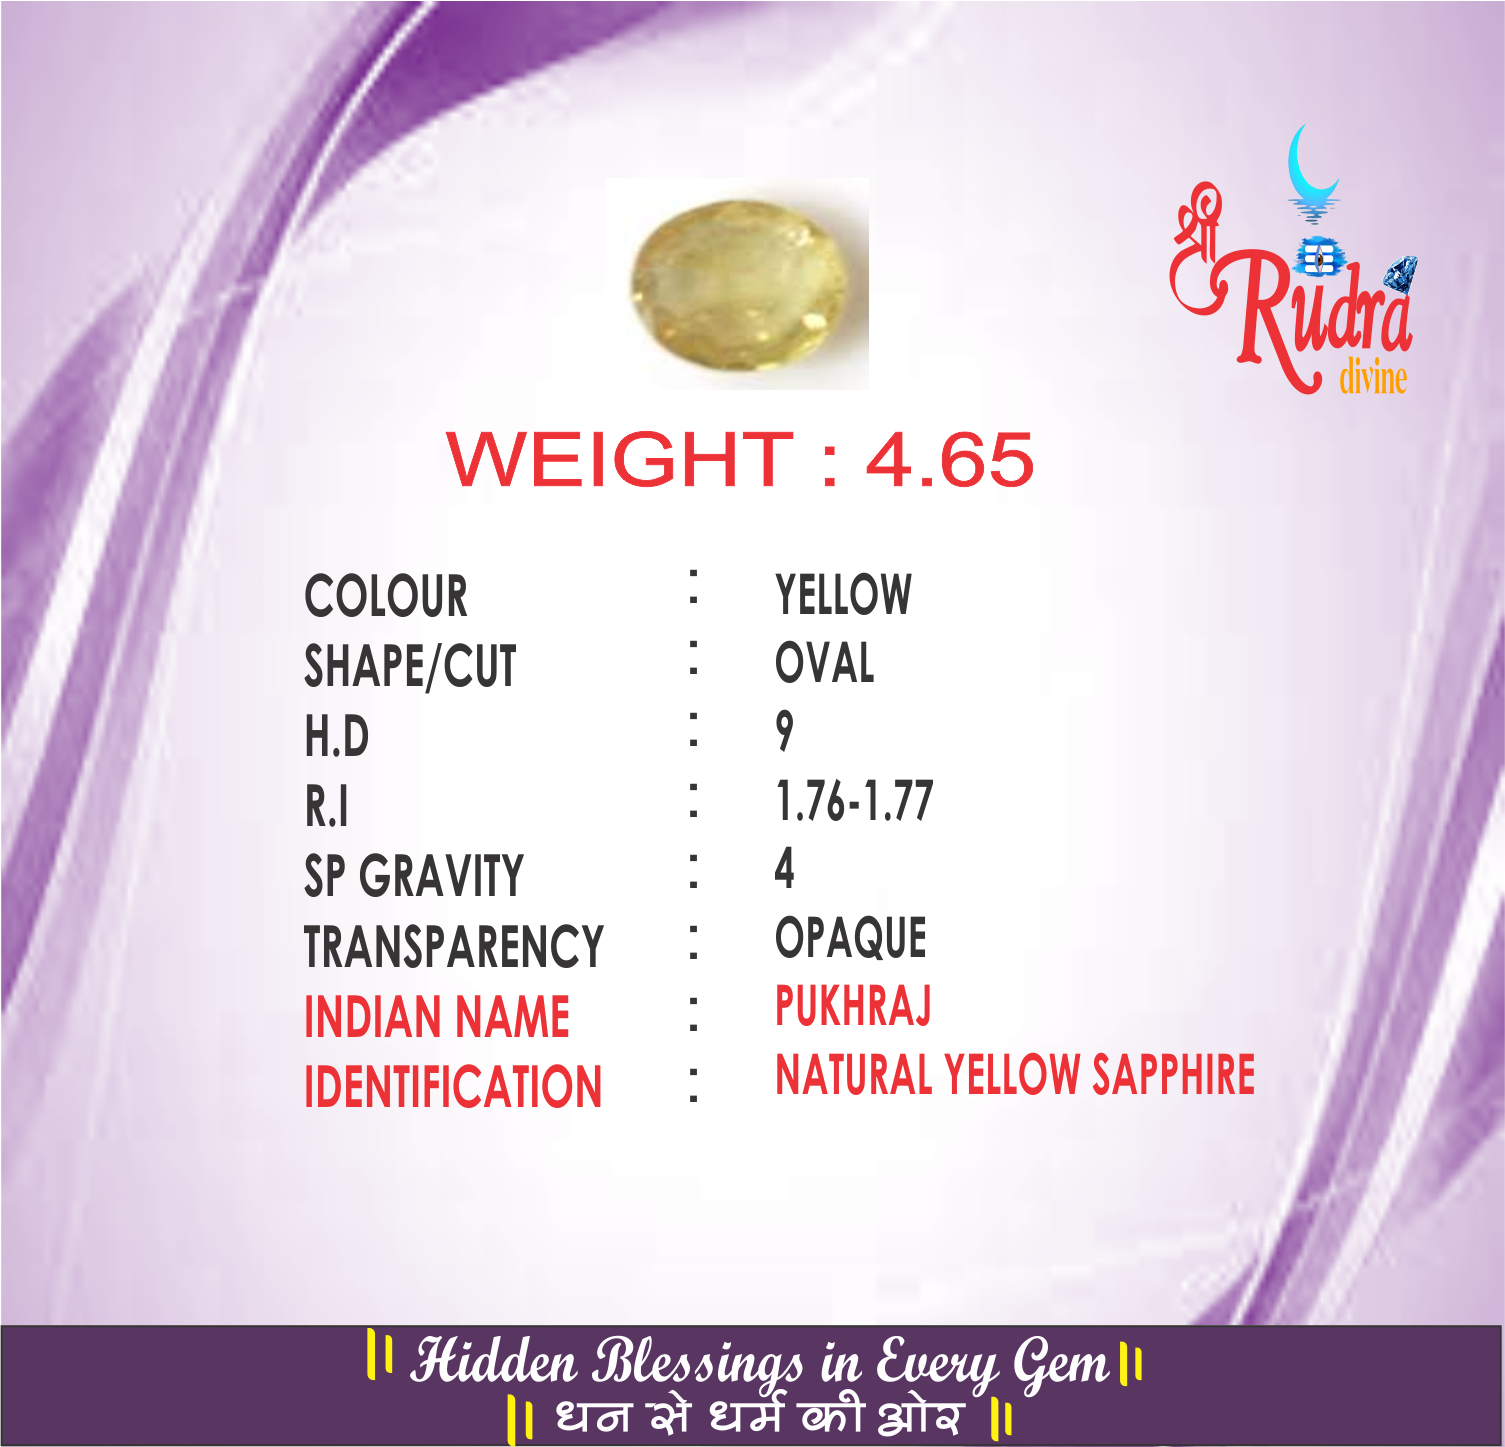 श्री Rudra
divine
WEIGHT : 4.65
COLOUR : YELLOW
SHAPE/CUT : OVAL
H.D : 9
R.I : 1.76-1.77
SP GRAVITY : 4
TRANSPARENCY : OPAQUE
INDIAN NAME : PUKHRAJ
IDENTIFICATION : NATURAL YELLOW SAPPHIRE
|| Hidden Blessings in Every Gem ||
|| धन से धर्म की ओर ||